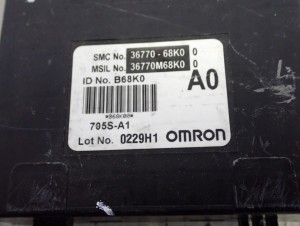 SMC No. 36770 - 68K0 0
MSIL No. 36770M68K0 0
ID No. B68K0 A0
*B68K00*
795S-A1
Lot No. 0229H1 OMRON